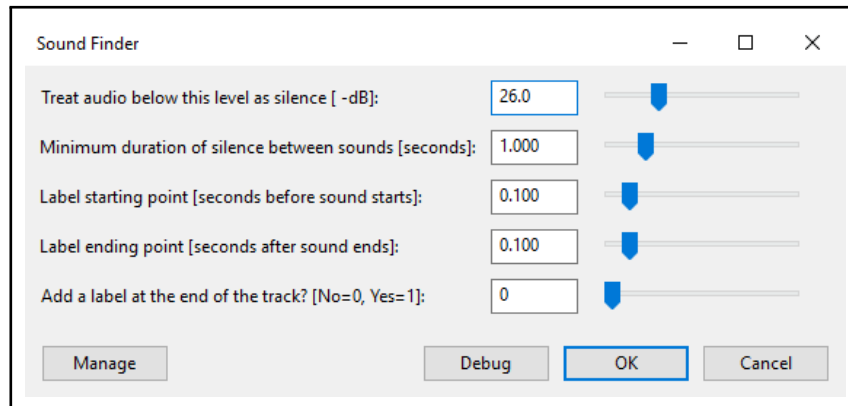 Sound Finder
Treat audio below this level as silence [ -dB]: 26.0
Minimum duration of silence between sounds [seconds]: 1.000
Label starting point [seconds before sound starts]: 0.100
Label ending point [seconds after sound ends]: 0.100
Add a label at the end of the track? [No=0, Yes=1]: 0
Manage Debug OK Cancel